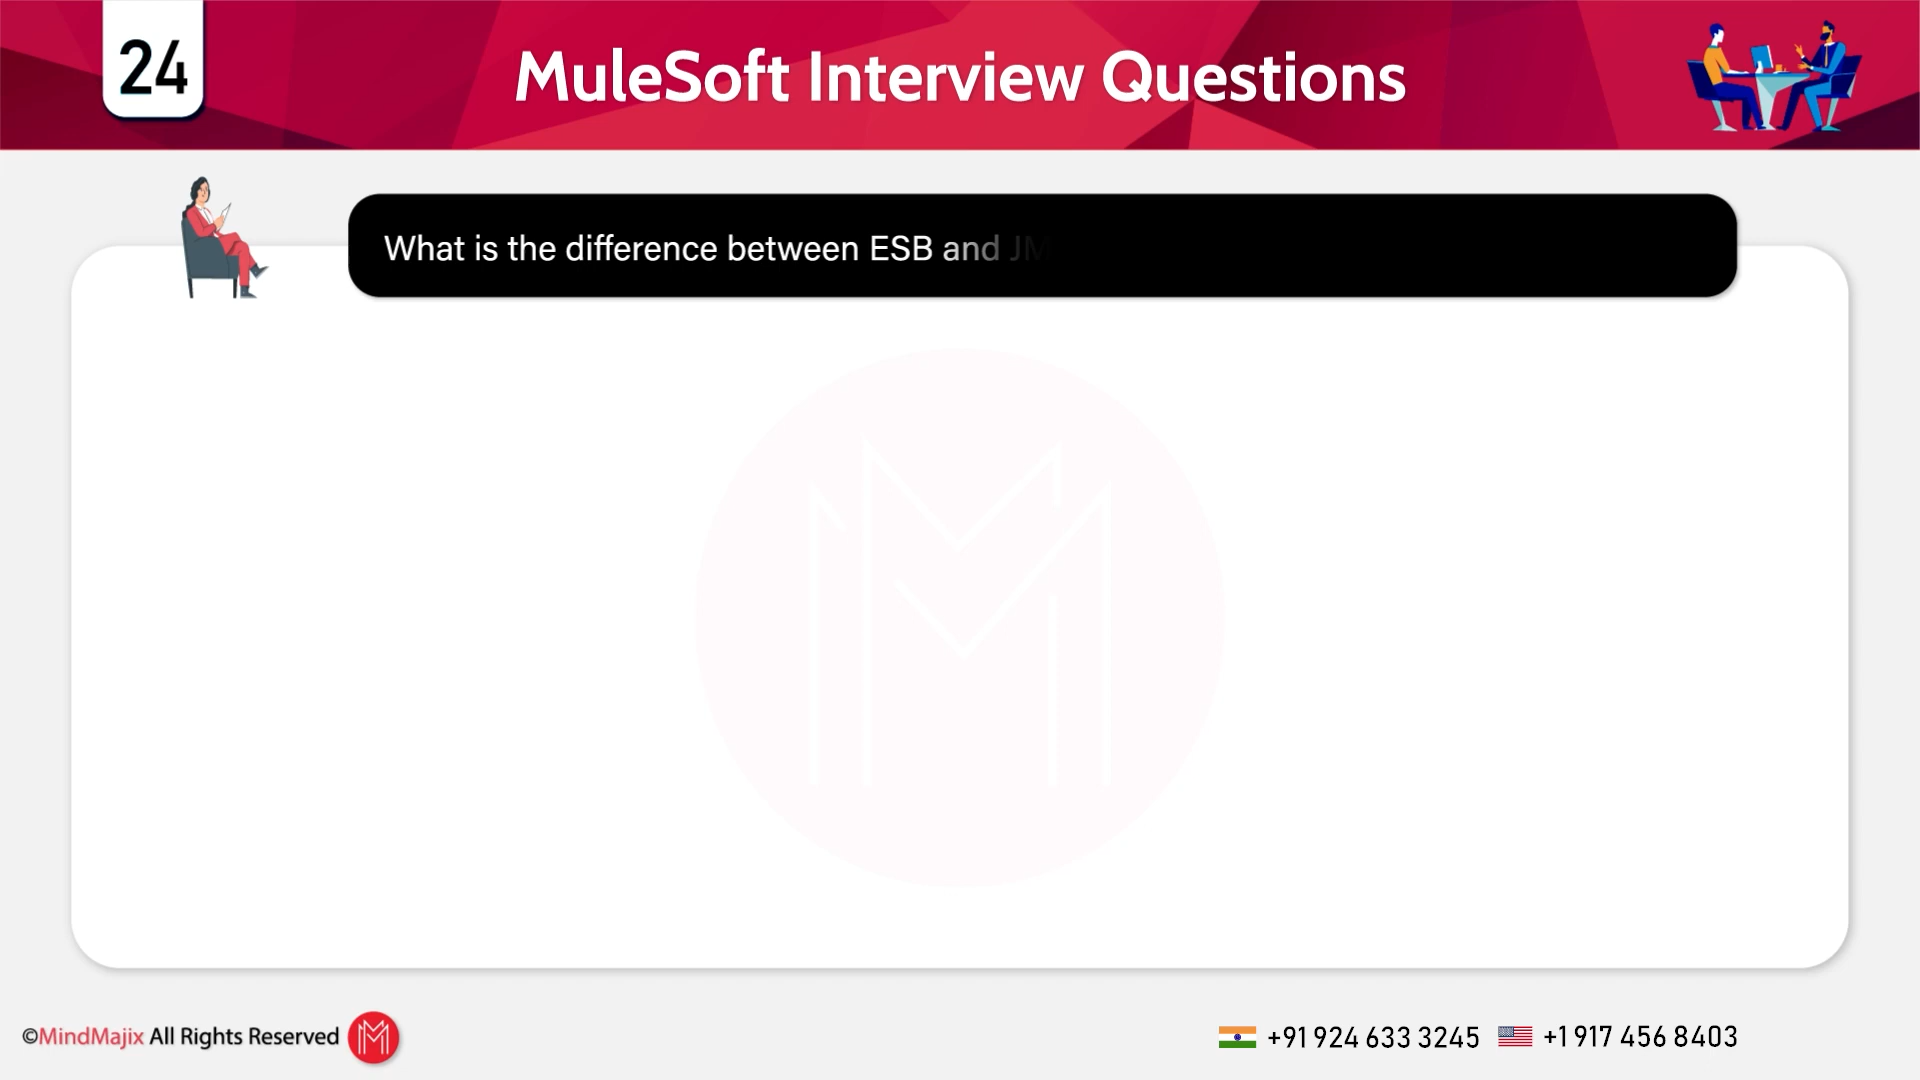 24
MuleSoft Interview Questions
What is the difference between ESB and JM
©MindMajix All Rights Reserved
+91 924 633 3245 +1 917 456 8403